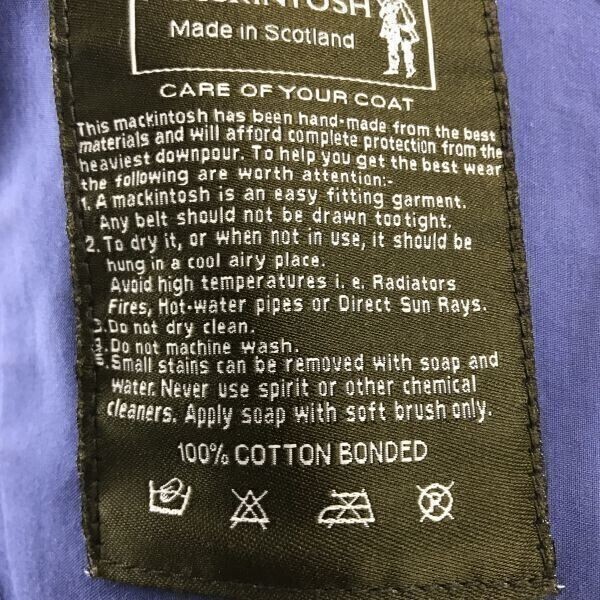 MACKINTOSH
Made in Scotland
CARE OF YOUR COAT
This mackintosh has been hand-made from the best
materials and will afford complete protection from the
heaviest downpour. To help you get the best wear
the following are worth attention:-
1. A mackintosh is an easy fitting garment.
Any belt should not be drawn too tight.
2. To dry it, or when not in use, it should be
hung in a cool airy place.
Avoid high temperatures i. e. Radiators
Fires, Hot-water pipes or Direct Sun Rays.
3. Do not dry clean.
3. Do not machine wash.
5. Small stains can be removed with soap and
water. Never use spirit or other chemical
cleaners. Apply soap with soft brush only.
100% COTTON BONDED